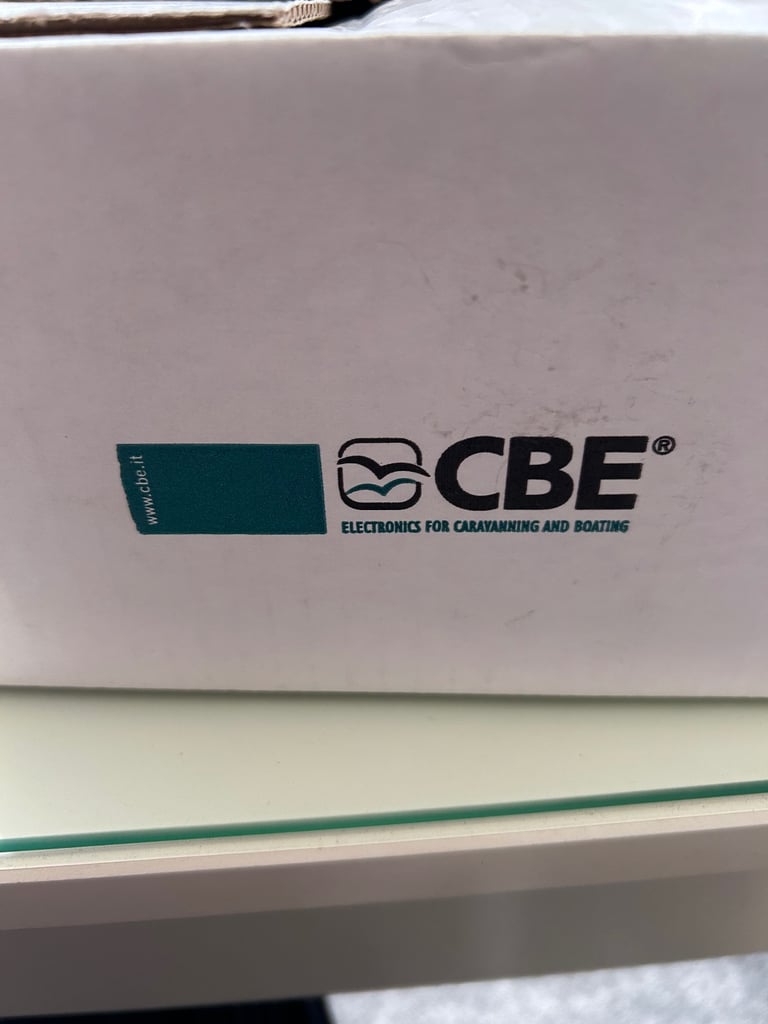 www.cbe.it
CBE®
ELECTRONICS FOR CARAVANNING AND BOATING